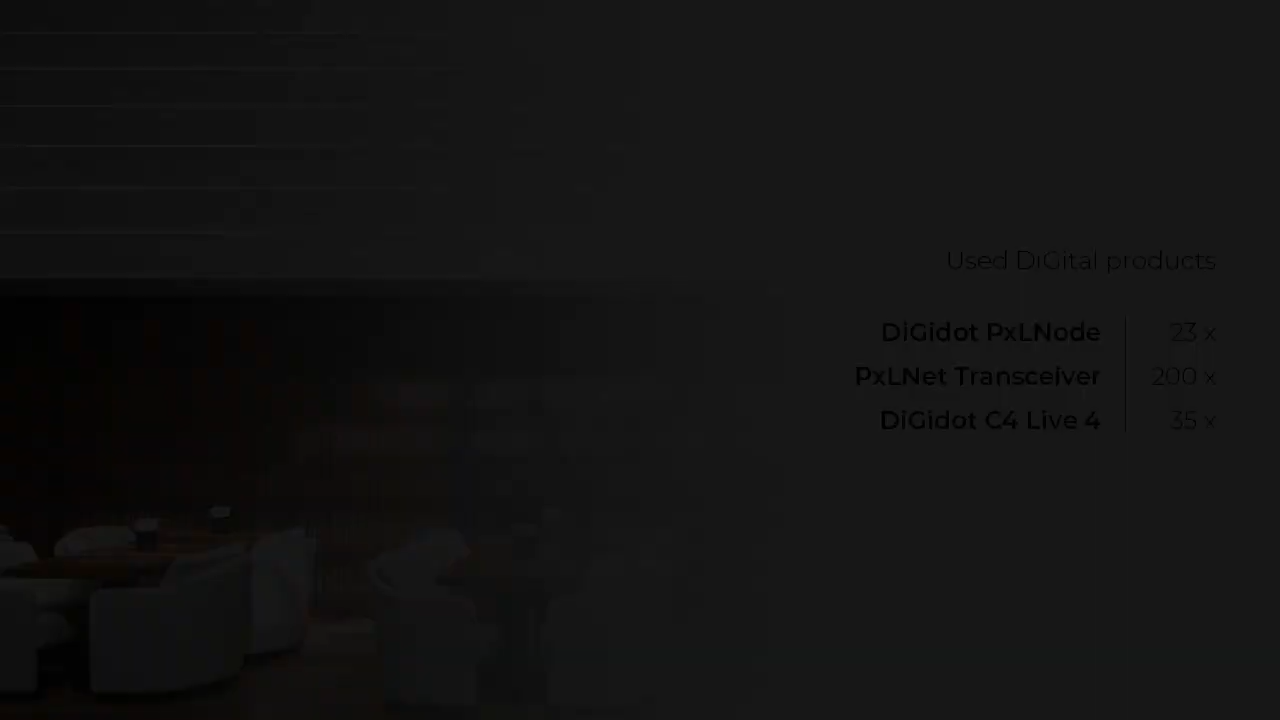 Used DiGital products
DiGidot PxLNode 23 x
PxLNet Transceiver 200 x
DiGidot C4 Live 4 35 x